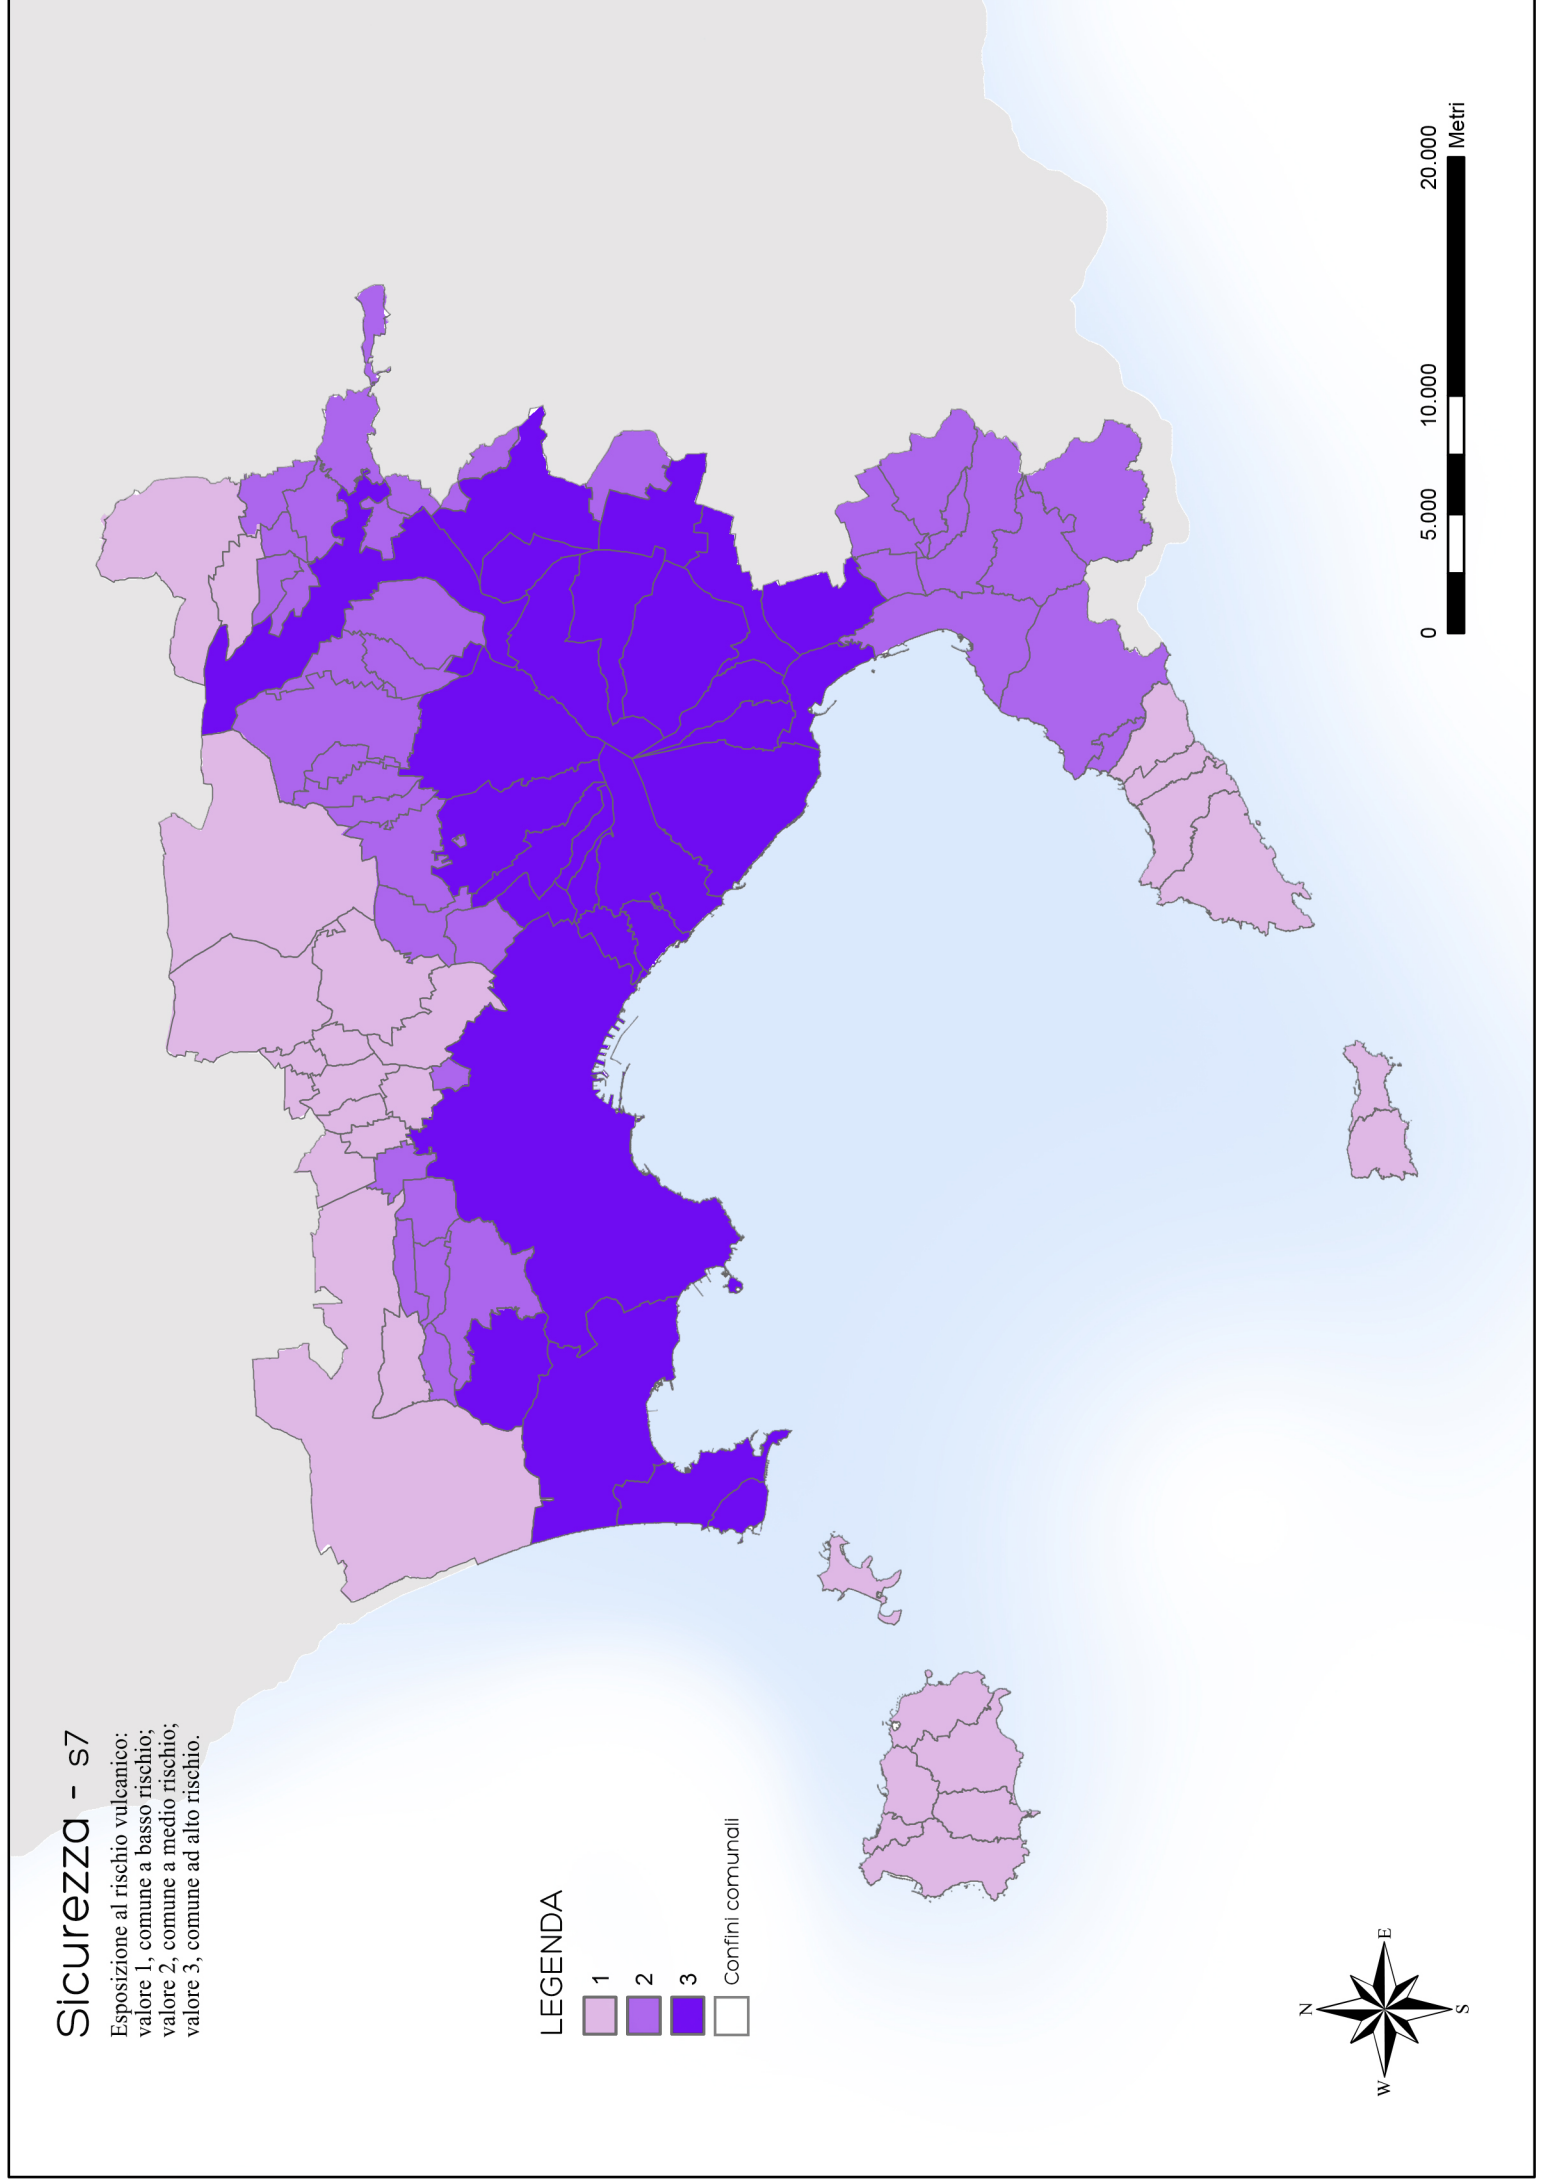 Sicurezza - s7
Esposizione al rischio vulcanico:
valore 1, comune a basso rischio;
valore 2, comune a medio rischio;
valore 3, comune ad alto rischio.
LEGENDA
1
2
3
Confini comunali
N
W
E
S
0
5.000
10.000
20.000
Metri